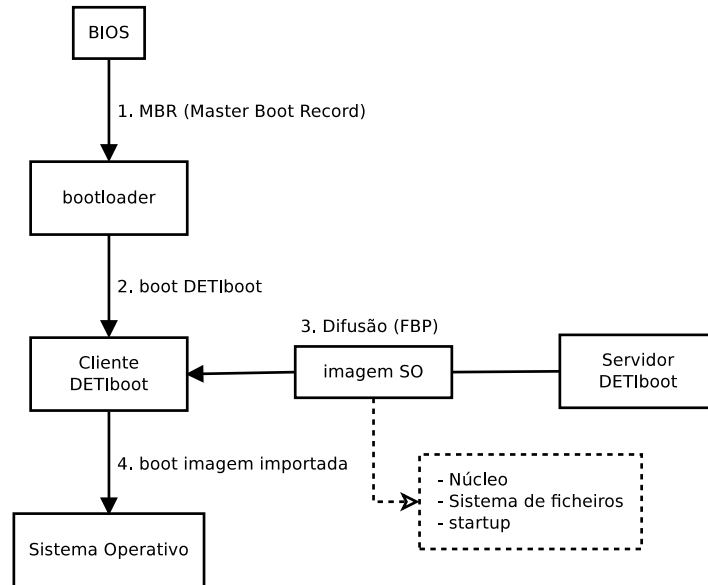 BIOS
1. MBR (Master Boot Record)
bootloader
2. boot DETIboot
3. Difusão (FBP)
Cliente
DETIboot
imagem SO
Servidor
DETIboot
4. boot imagem importada
- Núcleo
- Sistema de ficheiros
- startup
Sistema Operativo